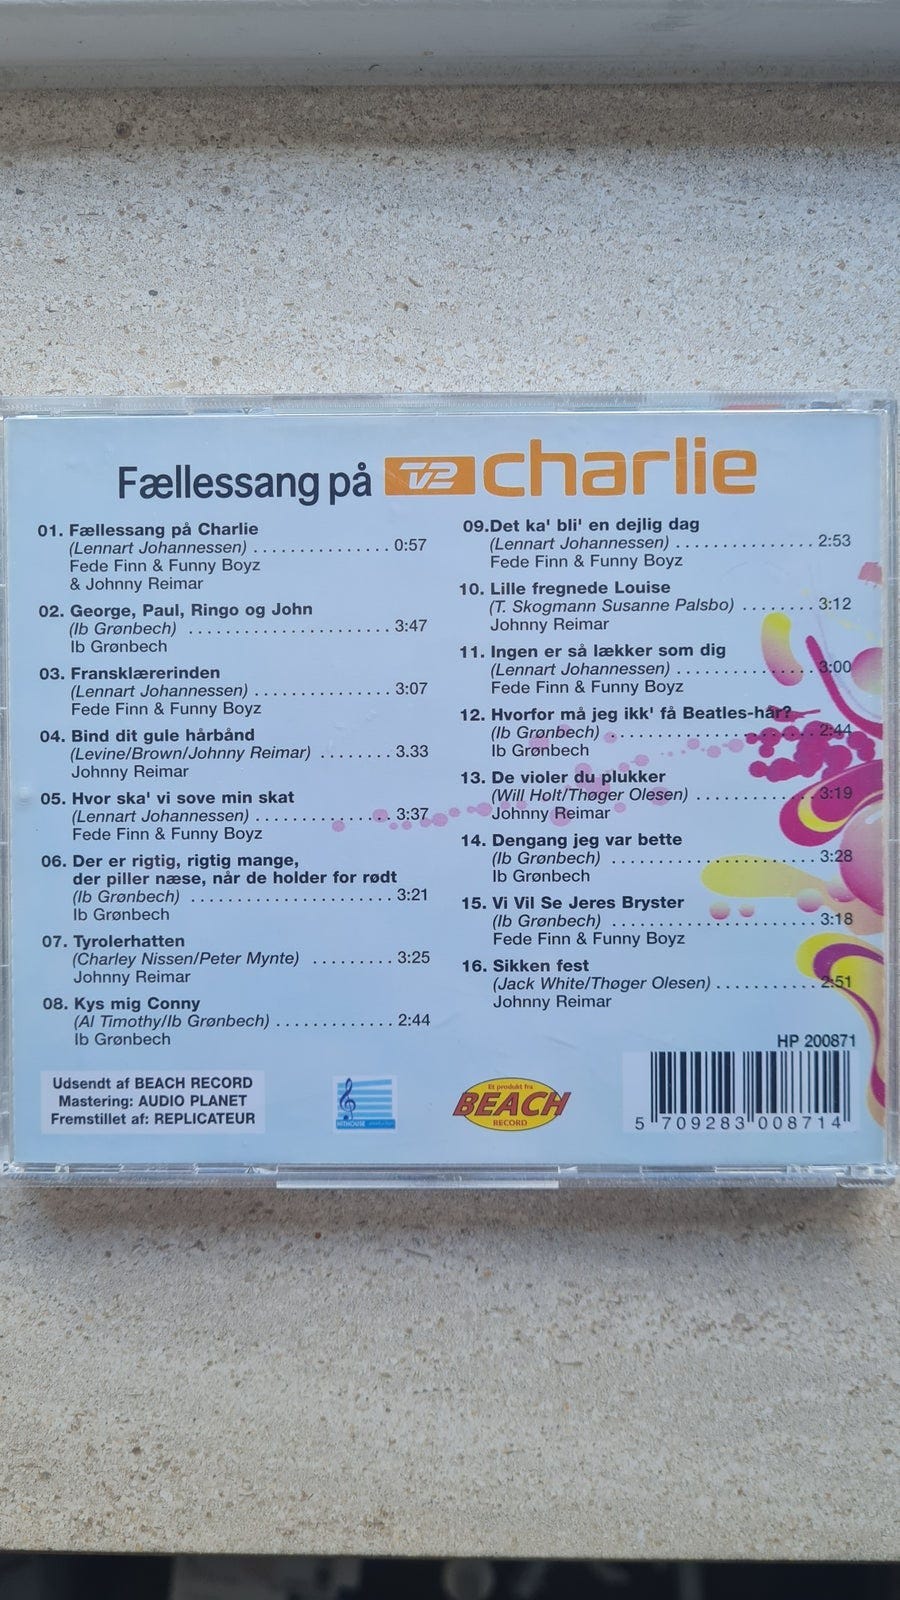 Fællessang på TV2 charlie
01. Fællessang på Charlie
(Lennart Johannessen) ................ 0:57
Fede Finn & Funny Boyz
& Johnny Reimar
02. George, Paul, Ringo og John
(Ib Grønbech) ....................... 3:47
Ib Grønbech
03. Fransklærerinden
(Lennart Johannessen) ................ 3:07
Fede Finn & Funny Boyz
04. Bind dit gule hårbånd
(Levine/Brown/Johnny Reimar) ........ 3.33
Johnny Reimar
05. Hvor ska' vi sove min skat
(Lennart Johannessen) ................ 3:37
Fede Finn & Funny Boyz
06. Der er rigtig, rigtig mange,
der piller næse, når de holder for rødt
(Ib Grønbech) ........................ 3:21
Ib Grønbech
07. Tyrolerhatten
(Charley Nissen/Peter Mynte) ......... 3:25
Johnny Reimar
08. Kys mig Conny
(Al Timothy/Ib Grønbech) ............. 2:44
Ib Grønbech
09.Det ka' bli' en dejlig dag
(Lennart Johannessen) ................ 2:53
Fede Finn & Funny Boyz
10. Lille fregnede Louise
(T. Skogmann Susanne Palsbo) ........ 3:12
Johnny Reimar
11. Ingen er så lækker som dig
(Lennart Johannessen) ................ 3:00
Fede Finn & Funny Boyz
12. Hvorfor må jeg ikk' få Beatles-hår?
(Ib Grønbech) ........................ 2:44
Ib Grønbech
13. De violer du plukker
(Will Holt/Thøger Olesen) .............. 3:19
Johnny Reimar
14. Dengang jeg var bette
(Ib Grønbech) ........................ 3:28
Ib Grønbech
15. Vi Vil Se Jeres Bryster
(Ib Grønbech) ........................ 3:18
Fede Finn & Funny Boyz
16. Sikken fest
(Jack White/Thøger Olesen) ............ 2:51
Johnny Reimar
HP 200871
Udsendt af BEACH RECORD
Mastering: AUDIO PLANET
Fremstillet af: REPLICATEUR
HITHOUSE
Et produkt fra
BEACH
RECORD
5 709283 008714